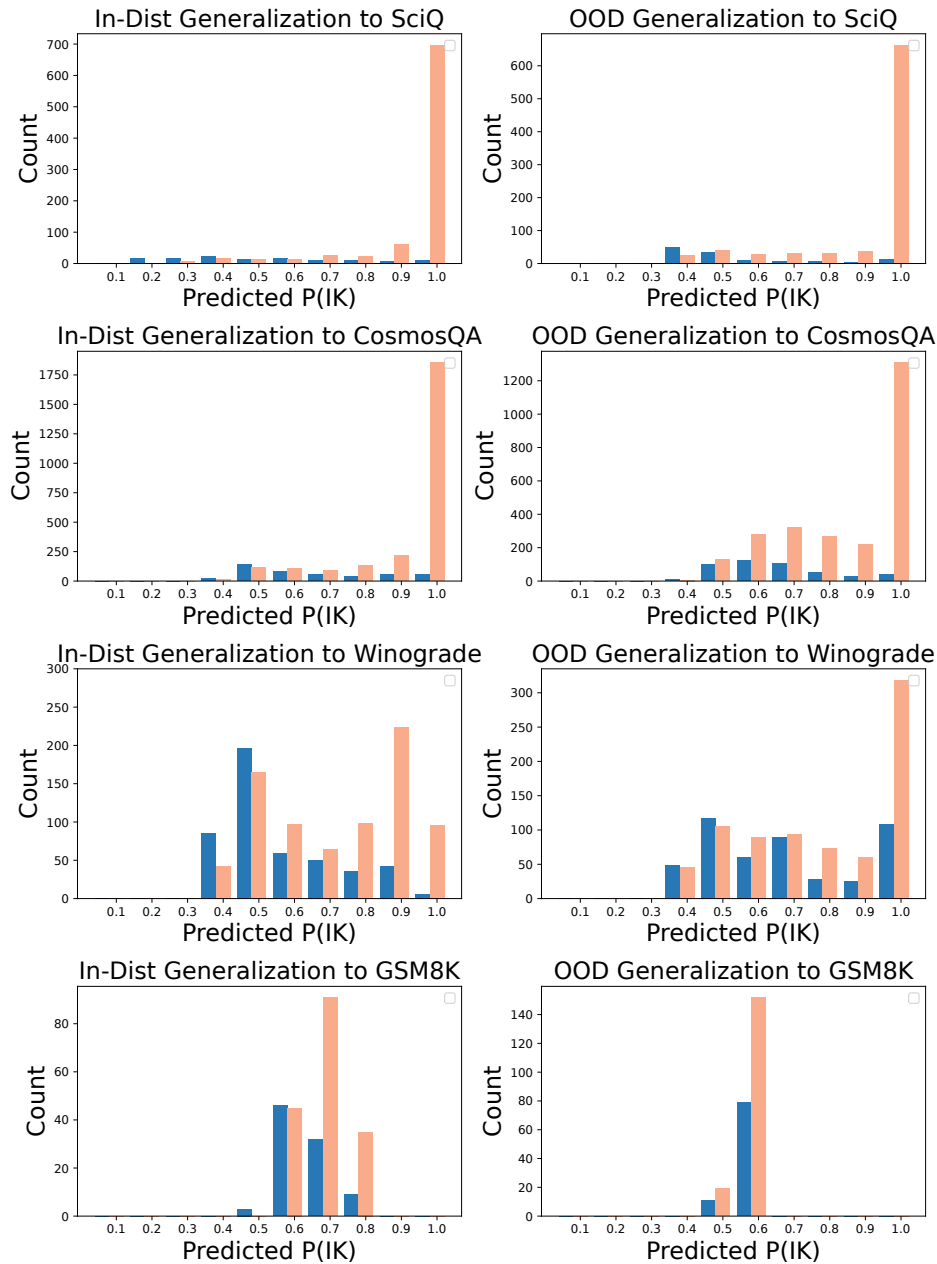 In-Dist Generalization to SciQ
700
600
500
400
300
200
100
0
Count
0.1 0.2 0.3 0.4 0.5 0.6 0.7 0.8 0.9 1.0
Predicted P(IK)
OOD Generalization to SciQ
600
500
400
300
200
100
0
Count
0.1 0.2 0.3 0.4 0.5 0.6 0.7 0.8 0.9 1.0
Predicted P(IK)
In-Dist Generalization to CosmosQA
1750
1500
1250
1000
750
500
250
0
Count
0.1 0.2 0.3 0.4 0.5 0.6 0.7 0.8 0.9 1.0
Predicted P(IK)
OOD Generalization to CosmosQA
1200
1000
800
600
400
200
0
Count
0.1 0.2 0.3 0.4 0.5 0.6 0.7 0.8 0.9 1.0
Predicted P(IK)
In-Dist Generalization to Winograde
300
250
200
150
100
50
0
Count
0.1 0.2 0.3 0.4 0.5 0.6 0.7 0.8 0.9 1.0
Predicted P(IK)
OOD Generalization to Winograde
300
250
200
150
100
50
0
Count
0.1 0.2 0.3 0.4 0.5 0.6 0.7 0.8 0.9 1.0
Predicted P(IK)
In-Dist Generalization to GSM8K
80
60
40
20
0
Count
0.1 0.2 0.3 0.4 0.5 0.6 0.7 0.8 0.9 1.0
Predicted P(IK)
OOD Generalization to GSM8K
140
120
100
80
60
40
20
0
Count
0.1 0.2 0.3 0.4 0.5 0.6 0.7 0.8 0.9 1.0
Predicted P(IK)